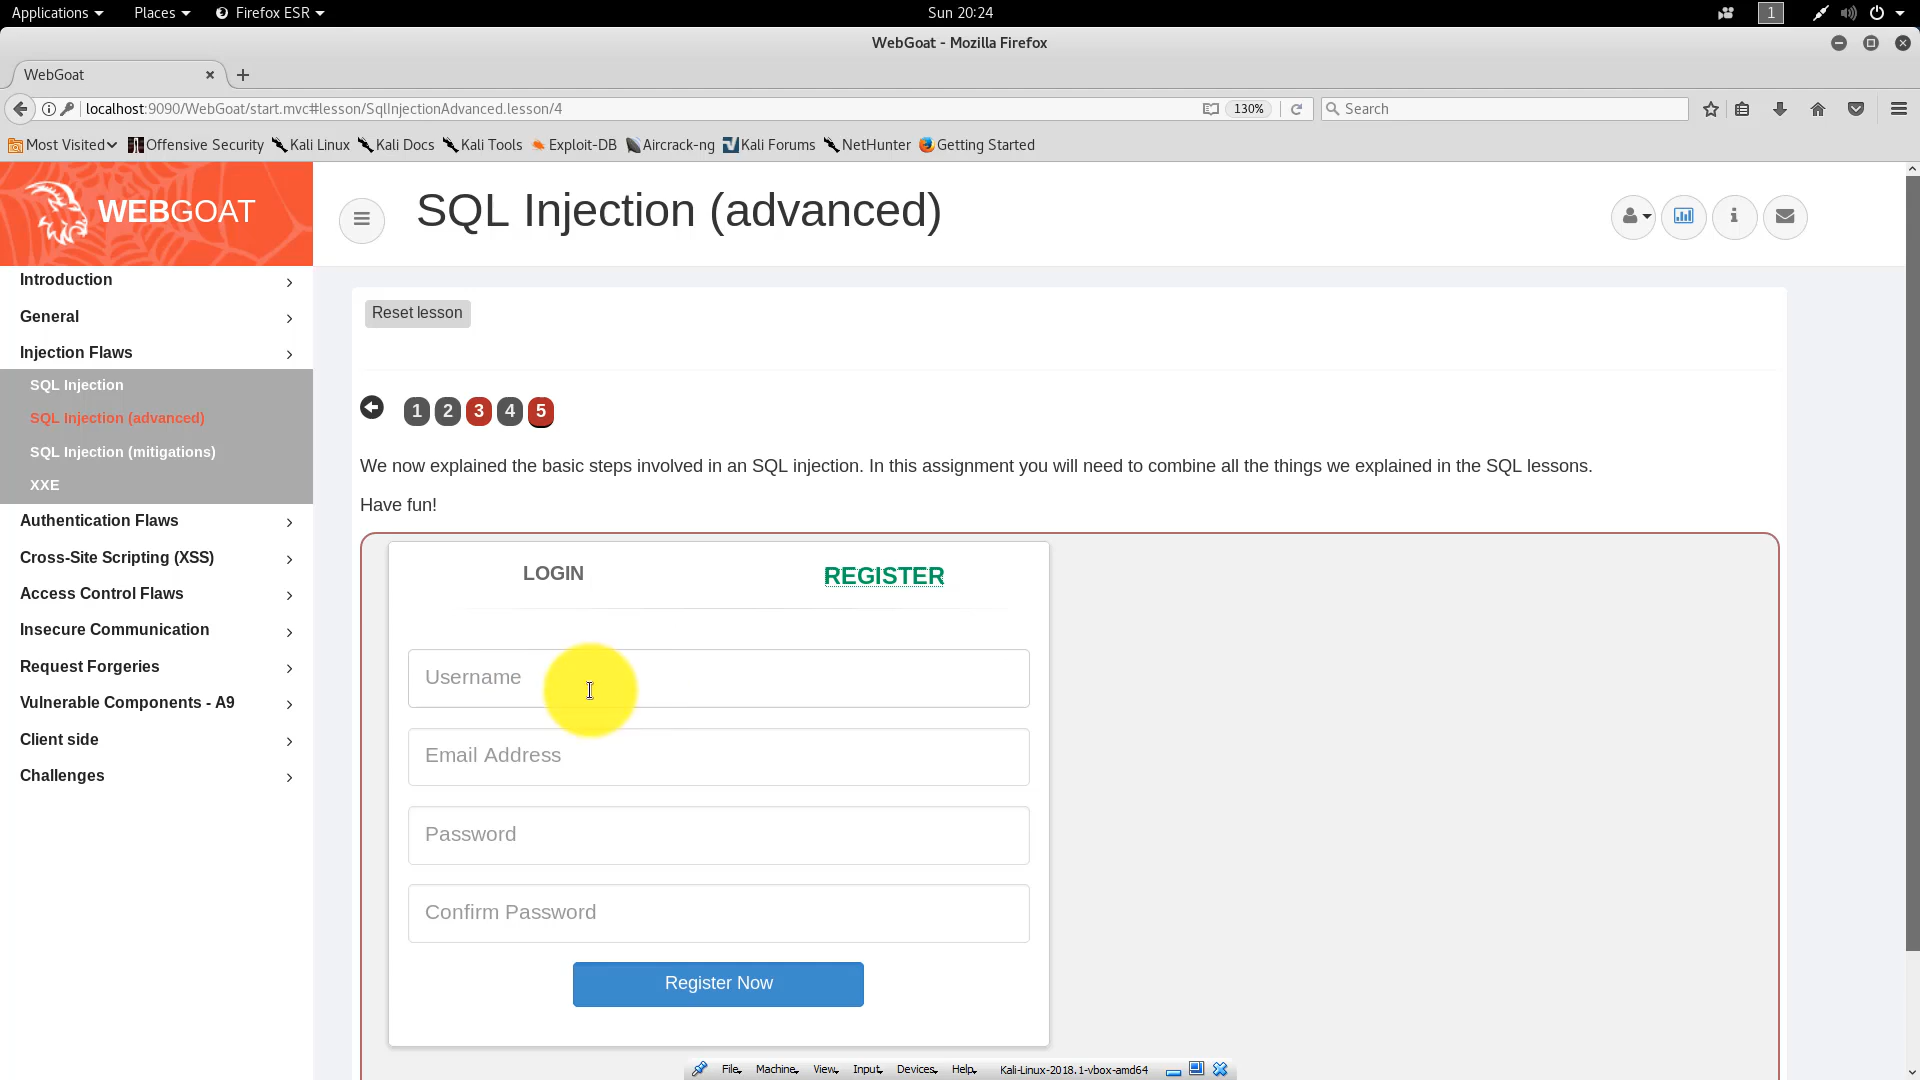 Applications Places Firefox ESR Sun 20:24 1
WebGoat - Mozilla Firefox
WebGoat
localhost:9090/WebGoat/start.mvc#lesson/SqlInjectionAdvanced.lesson/4 130% Search
Most Visited Offensive Security Kali Linux Kali Docs Kali Tools Exploit-DB Aircrack-ng Kali Forums NetHunter Getting Started
WEBGOAT
SQL Injection (advanced)
Introduction
General
Injection Flaws
SQL Injection
SQL Injection (advanced)
SQL Injection (mitigations)
XXE
Authentication Flaws
Cross-Site Scripting (XSS)
Access Control Flaws
Insecure Communication
Request Forgeries
Vulnerable Components - A9
Client side
Challenges
Reset lesson
1 2 3 4 5
We now explained the basic steps involved in an SQL injection. In this assignment you will need to combine all the things we explained in the SQL lessons.
Have fun!
LOGIN REGISTER
Username
Email Address
Password
Confirm Password
Register Now
File Machine View Input Devices Help Kali-Linux-2018.1-vbox-amd64